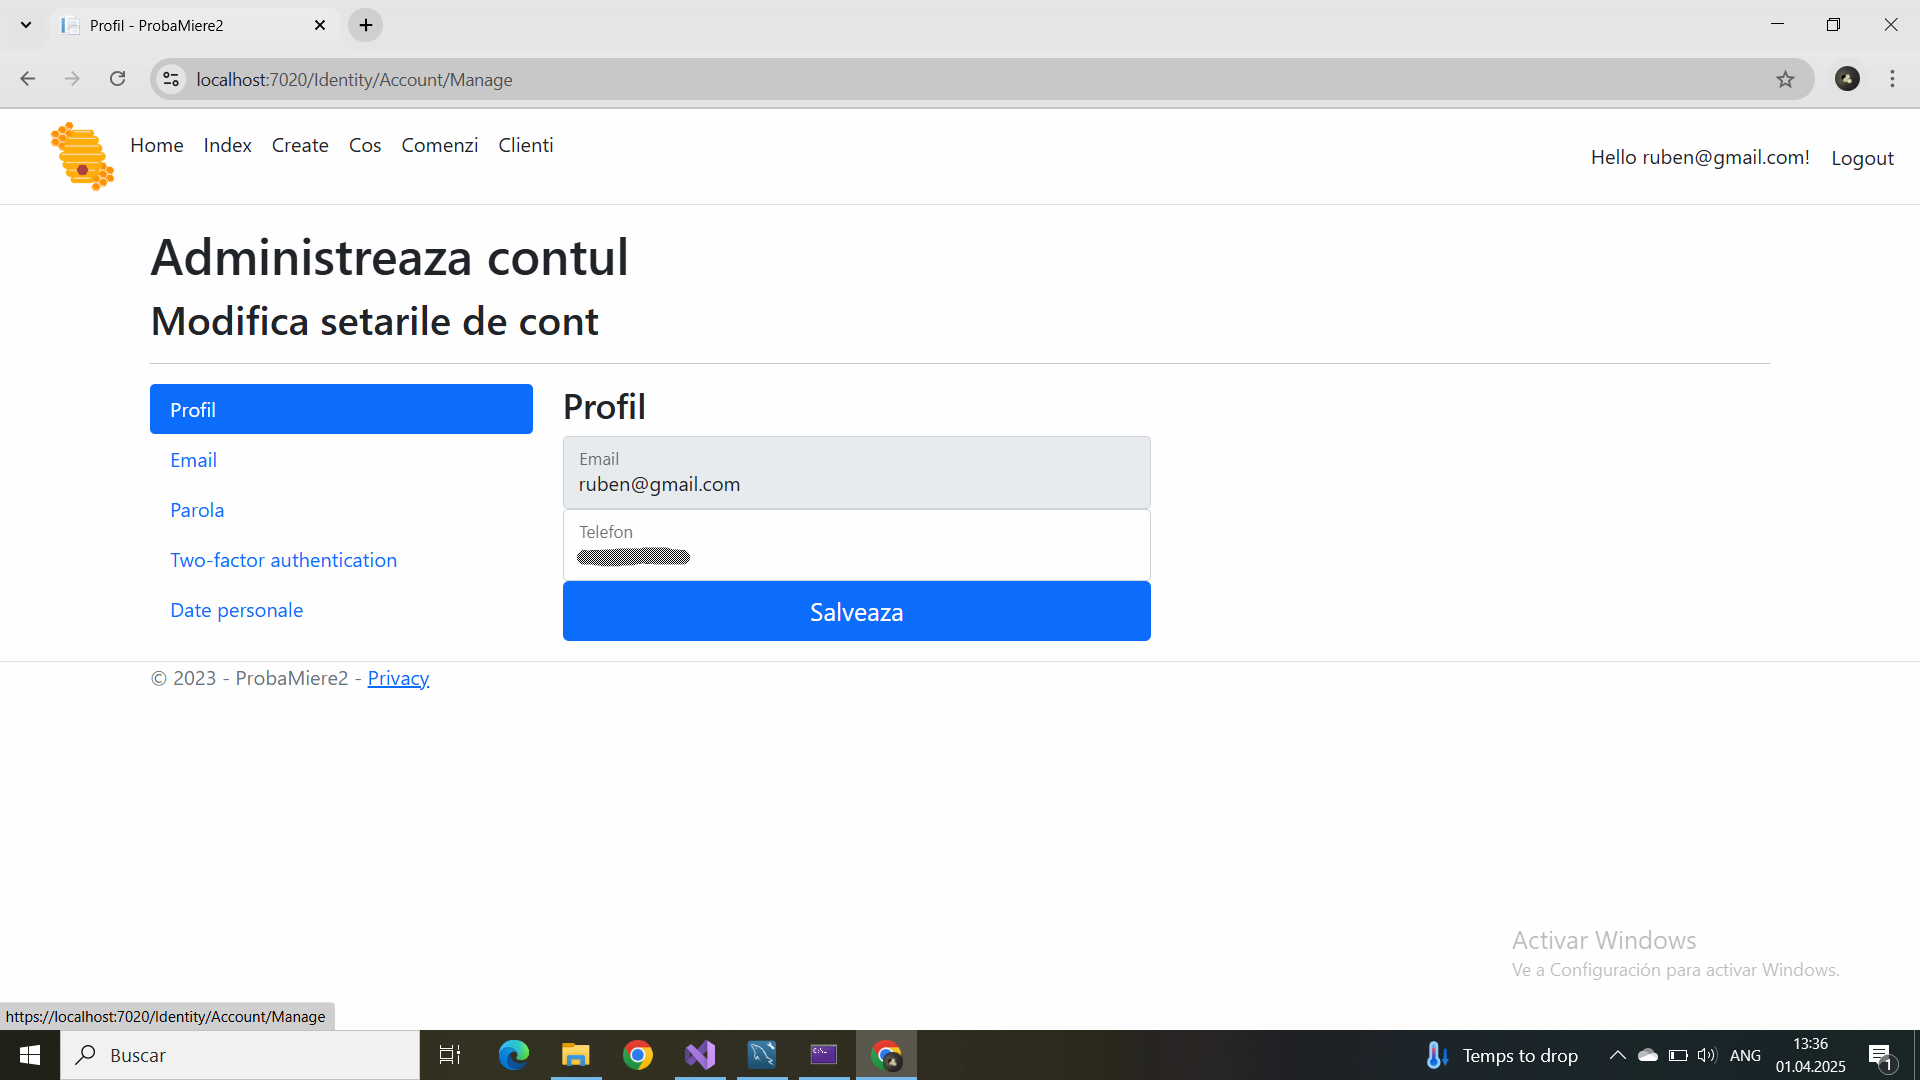 Profil - ProbaMiere2
localhost:7020/Identity/Account/Manage
Home Index Create Cos Comenzi Clienti
Hello ruben@gmail.com! Logout
Administreaza contul
Modifica setarile de cont
Profil
Email
Parola
Two-factor authentication
Date personale
Profil
Email
ruben@gmail.com
Telefon
Salveaza
© 2023 - ProbaMiere2 - Privacy
Activar Windows
Ve a Configuración para activar Windows.
https://localhost:7020/Identity/Account/Manage
Buscar
Temps to drop
ANG
13:36
01.04.2025
1